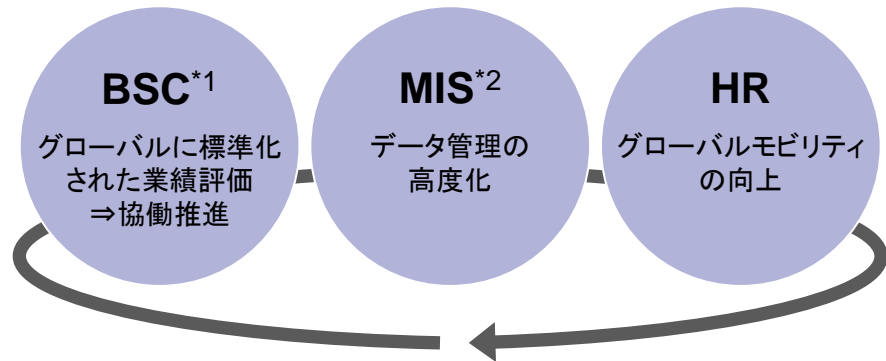 BSC*1
グローバルに標準化
された業績評価
⇒協働推進
MIS*2
データ管理の
高度化
HR
グローバルモビリティ
の向上